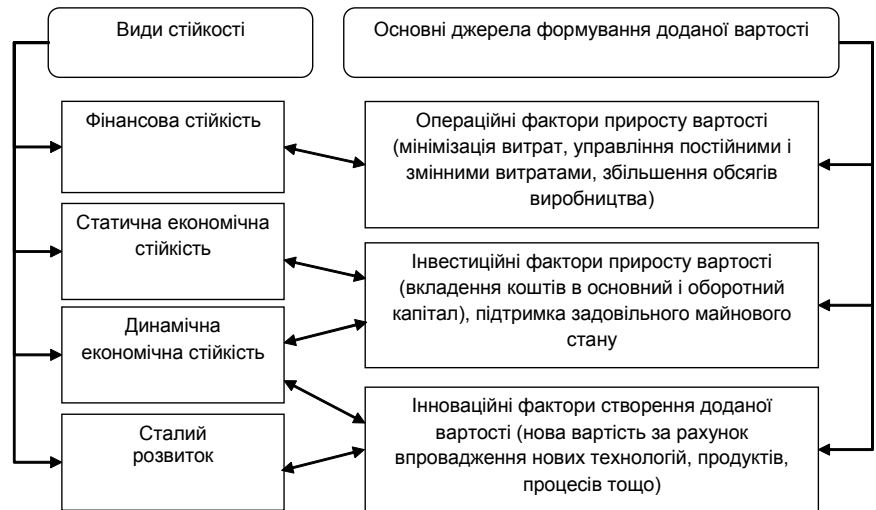 Види стійкості
Основні джерела формування доданої вартості
Фінансова стійкість
Операційні фактори приросту вартості
(мінімізація витрат, управління постійними і
змінними витратами, збільшення обсягів
виробництва)
Статична економічна
стійкість
Інвестиційні фактори приросту вартості
(вкладення коштів в основний і оборотний
капітал), підтримка задовільного майнового
стану
Динамічна
економічна стійкість
Інноваційні фактори створення доданої
вартості (нова вартість за рахунок
впровадження нових технологій, продуктів,
процесів тощо)
Сталий
розвиток